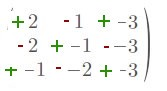 + 2 - 1 + -3
- 2 + -1 - -3
+ -1 - -2 + -3